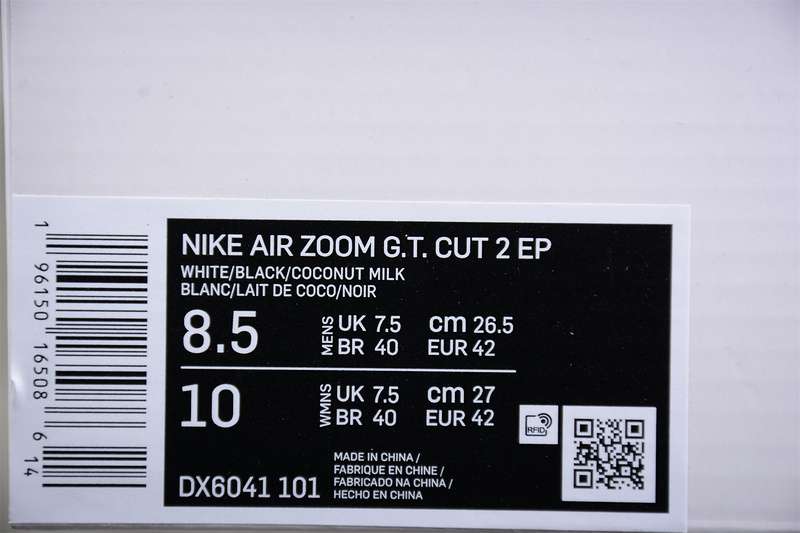 1 96150 16508 6 14
NIKE AIR ZOOM G.T. CUT 2 EP
WHITE/BLACK/COCONUT MILK
BLANC/LAIT DE COCO/NOIR
8.5 MENS UK 7.5 cm 26.5
BR 40 EUR 42
10 WMNS UK 7.5 cm 27
BR 40 EUR 42
RFID
MADE IN CHINA /
FABRIQUE EN CHINE /
FABRICADO NA CHINA /
HECHO EN CHINA
DX6041 101